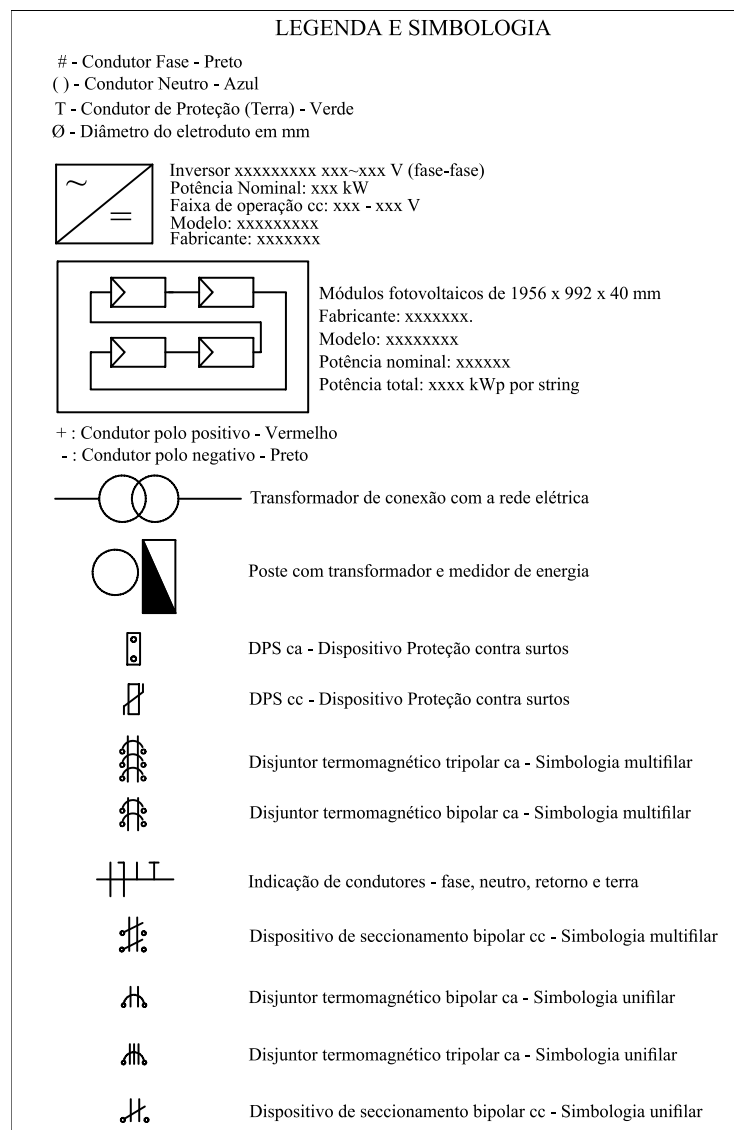 LEGENDA E SIMBOLOGIA
# - Condutor Fase - Preto
( ) - Condutor Neutro - Azul
T - Condutor de Proteção (Terra) - Verde
Ø - Diâmetro do eletroduto em mm
Inversor xxxxxxxxx xxx~xxx V (fase-fase)
Potência Nominal: xxx kW
Faixa de operação cc: xxx - xxx V
Modelo: xxxxxxxxx
Fabricante: xxxxxxx
Módulos fotovoltaicos de 1956 x 992 x 40 mm
Fabricante: xxxxxxx.
Modelo: xxxxxxxx
Potência nominal: xxxxxx
Potência total: xxxx kWp por string
+ : Condutor polo positivo - Vermelho
- : Condutor polo negativo - Preto
Transformador de conexão com a rede elétrica
Poste com transformador e medidor de energia
DPS ca - Dispositivo Proteção contra surtos
DPS cc - Dispositivo Proteção contra surtos
Disjuntor termomagnético tripolar ca - Simbologia multifilar
Disjuntor termomagnético bipolar ca - Simbologia multifilar
Indicação de condutores - fase, neutro, retorno e terra
Dispositivo de seccionamento bipolar cc - Simbologia multifilar
Disjuntor termomagnético bipolar ca - Simbologia unifilar
Disjuntor termomagnético tripolar ca - Simbologia unifilar
Dispositivo de seccionamento bipolar cc - Simbologia unifilar